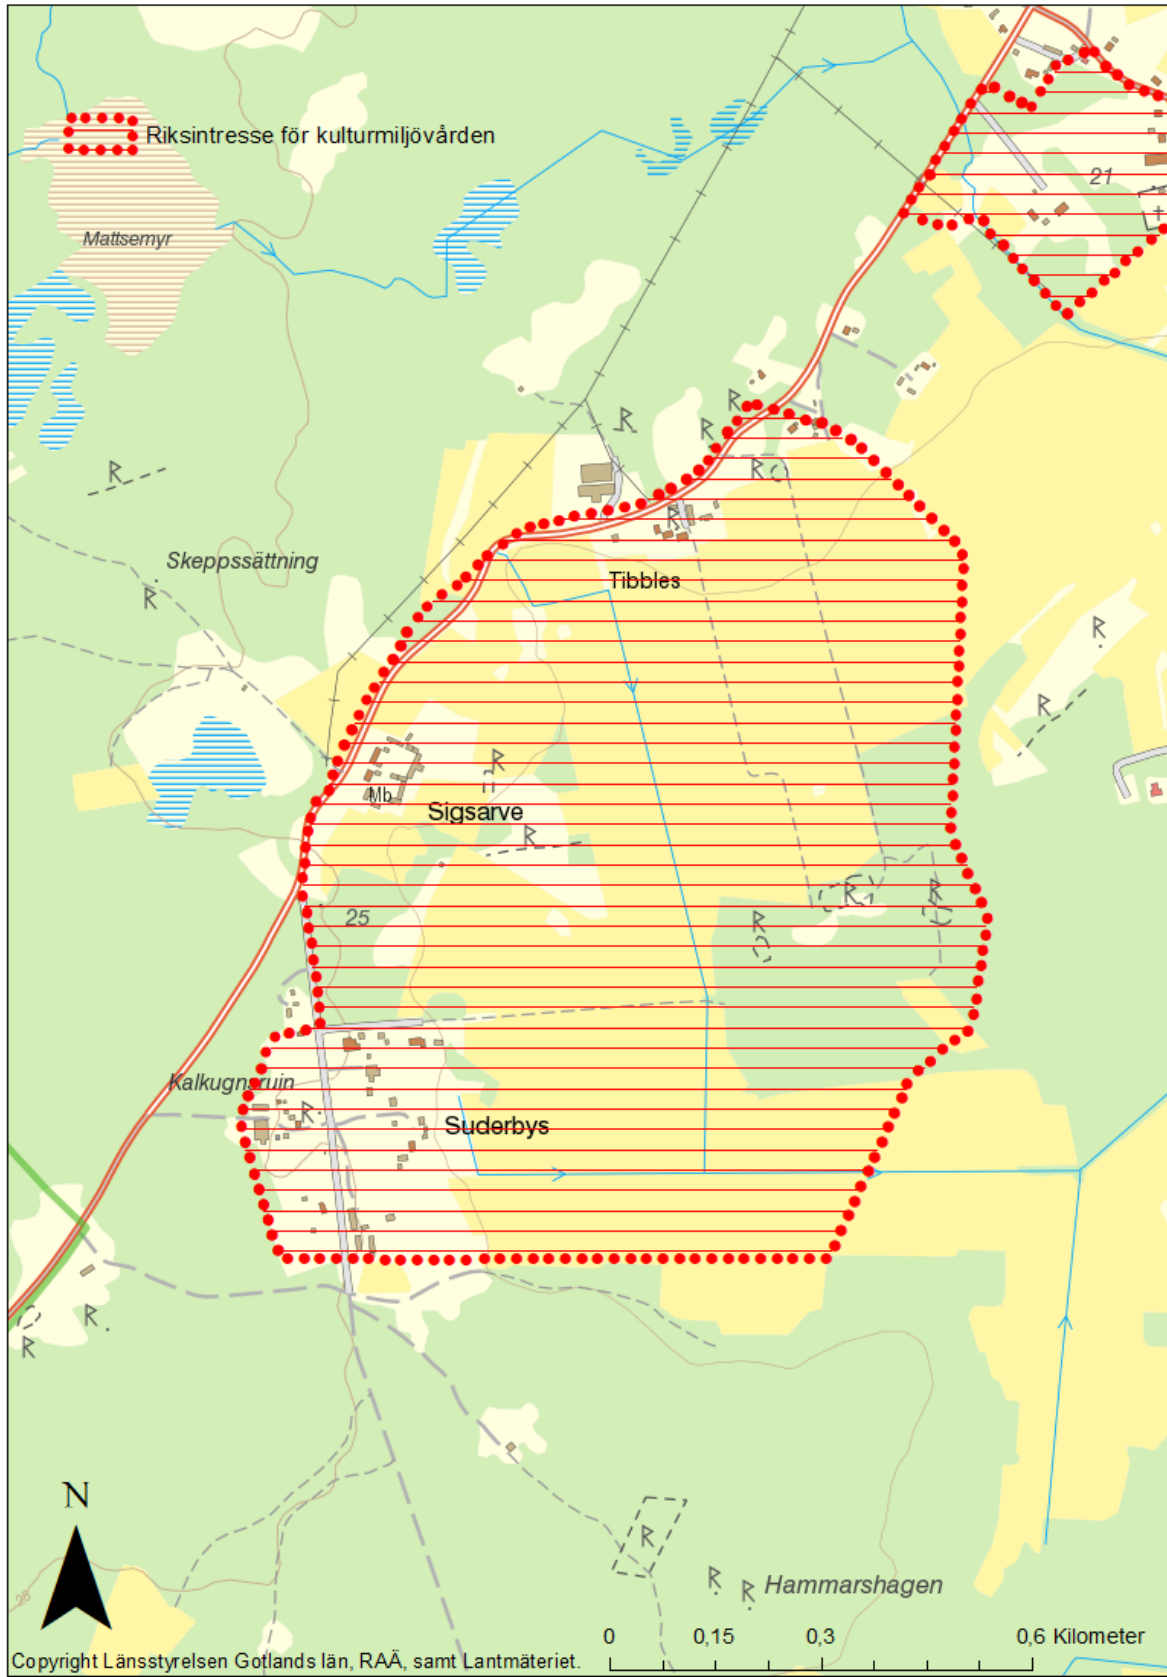 Riksintresse för kulturmiljövården
21
Mattsemyr
R
R
R
R
R
R
Skeppssättning
R
Tibbles
R
R
R
Mb
Sigsarve
R
R
R
R
25
Kalkugnsruin
R
Suderbys
R
R
N
R
R
R
Hammarshagen
0 0,15 0,3 0,6 Kilometer
Copyright Länsstyrelsen Gotlands län, RAÄ, samt Lantmäteriet.